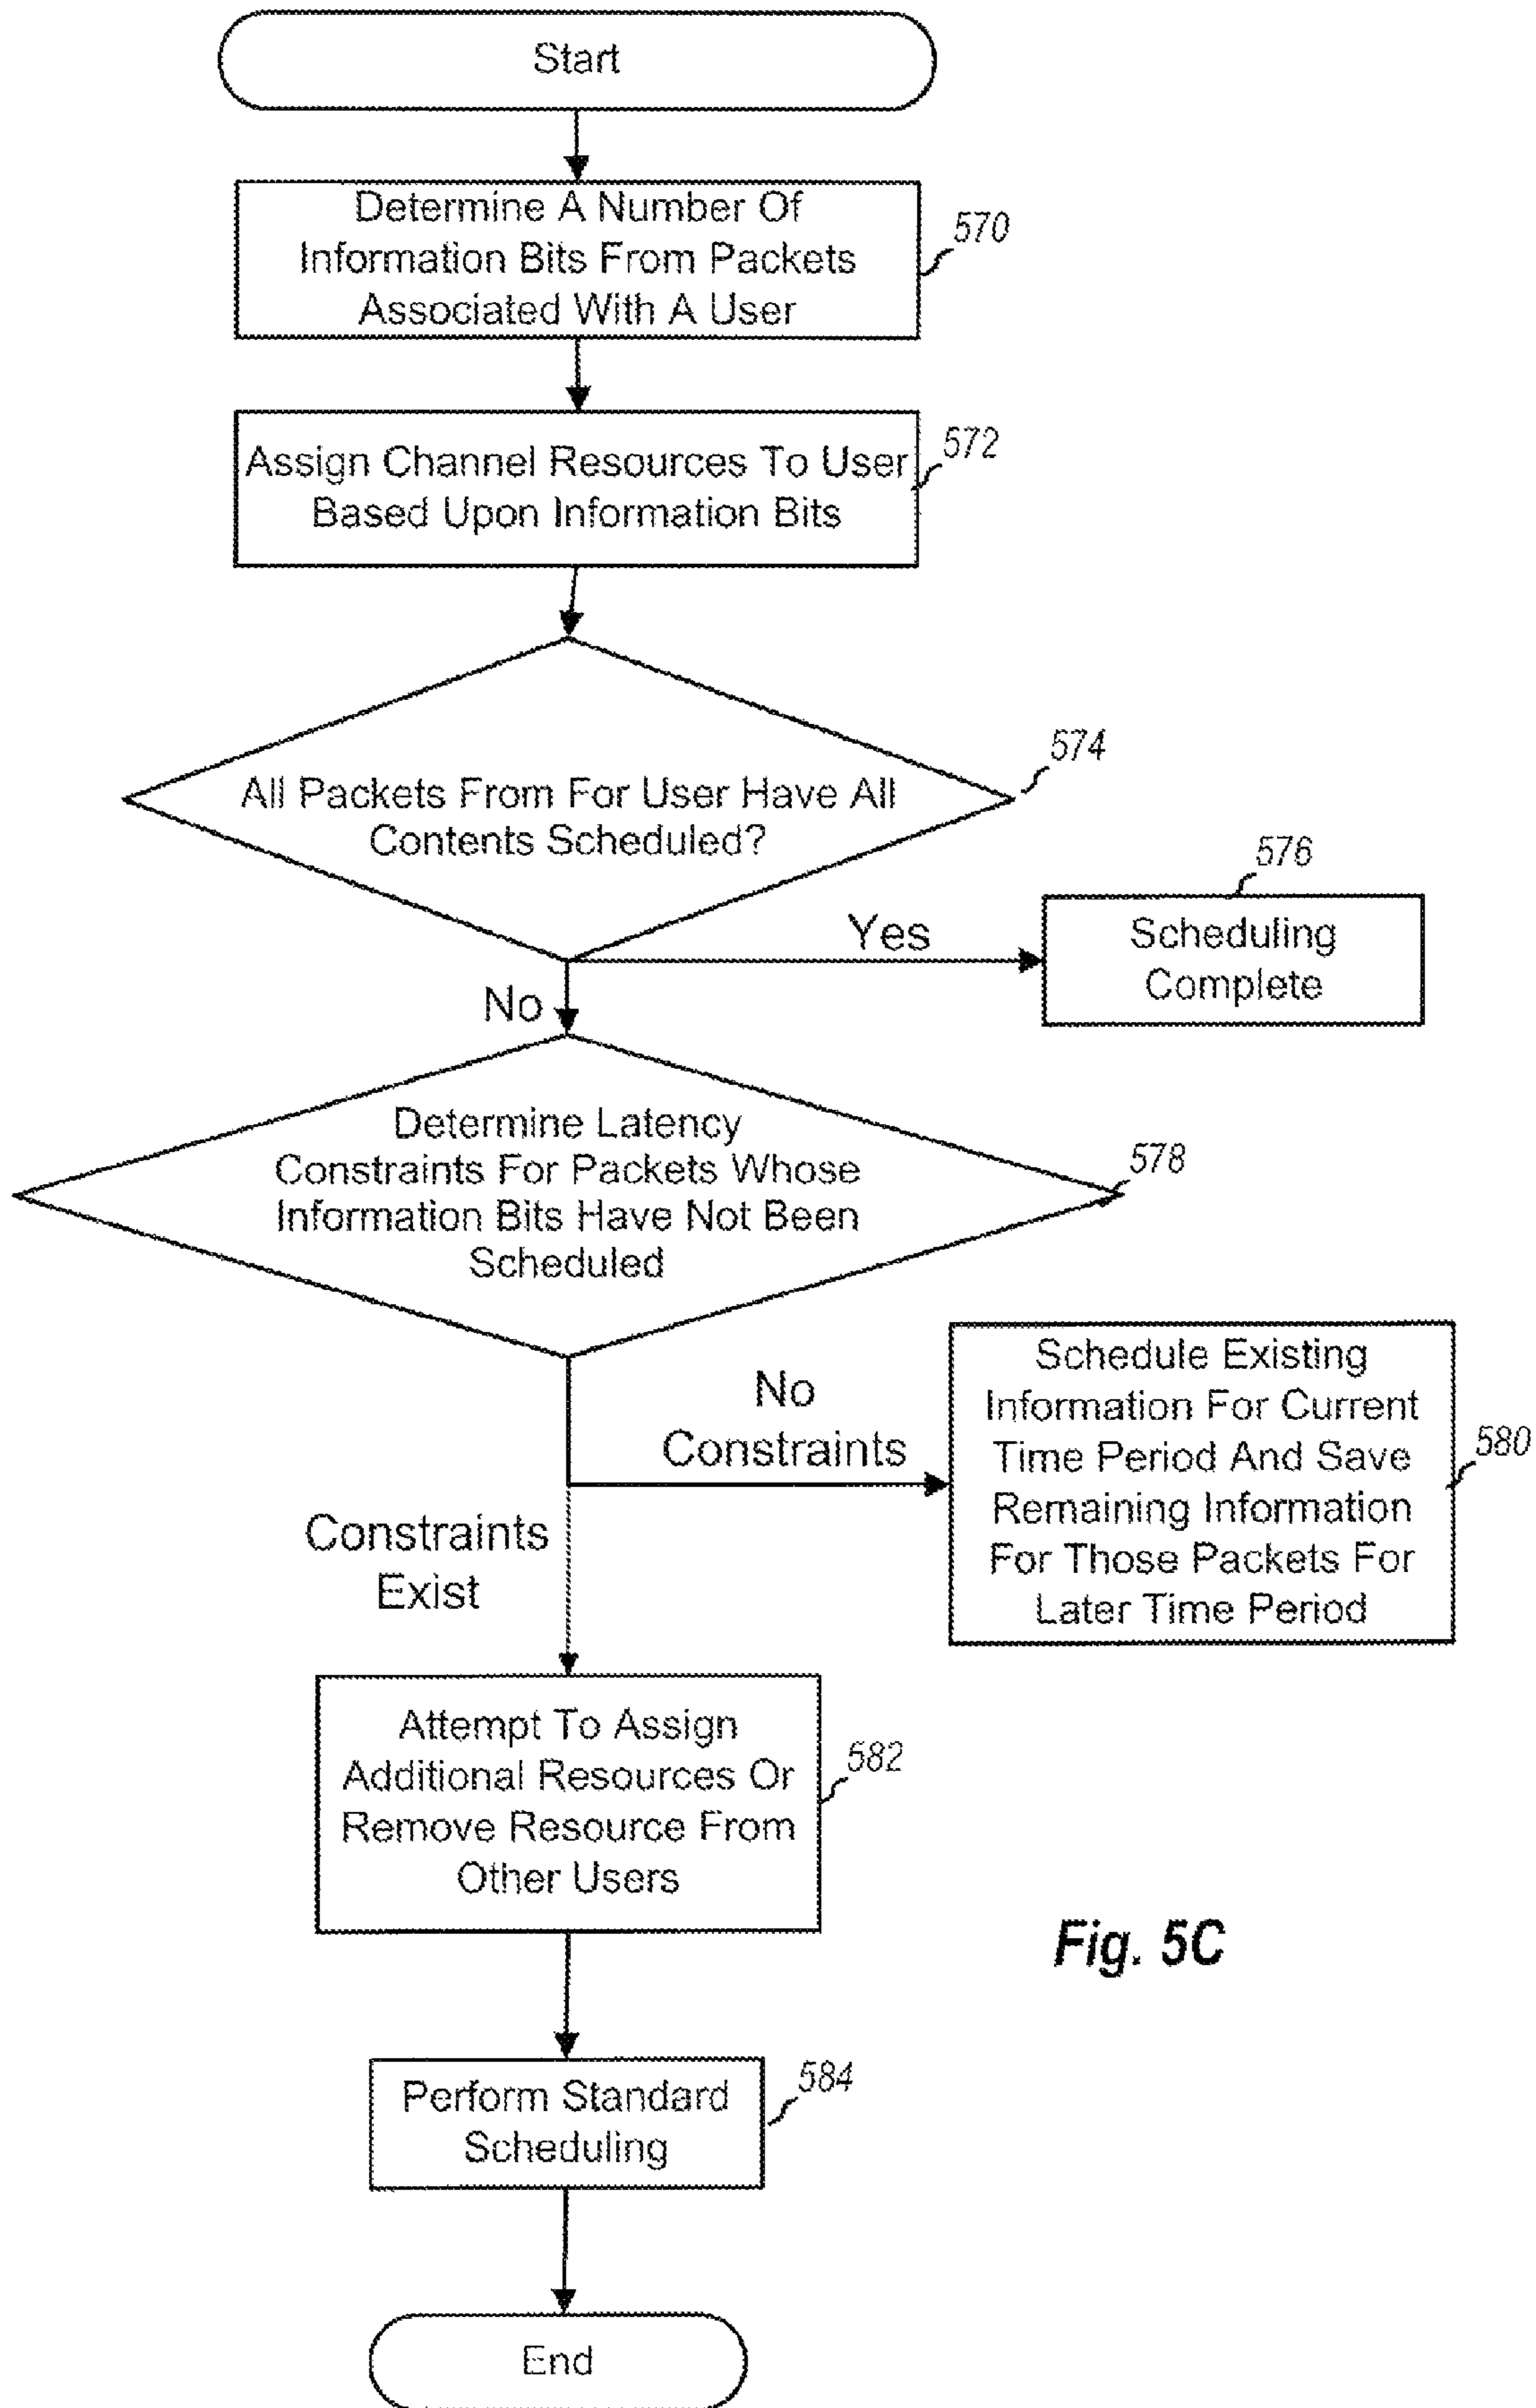 Start
Determine A Number Of
Information Bits From Packets
Associated With A User
570
Assign Channel Resources To User
Based Upon Information Bits
572
574
All Packets From For User Have All
Contents Scheduled?
576
Yes
Scheduling
Complete
No
Determine Latency
Constraints For Packets Whose
Information Bits Have Not Been
Scheduled
578
No
Constraints
Schedule Existing
Information For Current
Time Period And Save
Remaining Information
For Those Packets For
Later Time Period
580
Constraints
Exist
Attempt To Assign
Additional Resources Or
Remove Resource From
Other Users
582
Fig. 5C
Perform Standard
Scheduling
584
End